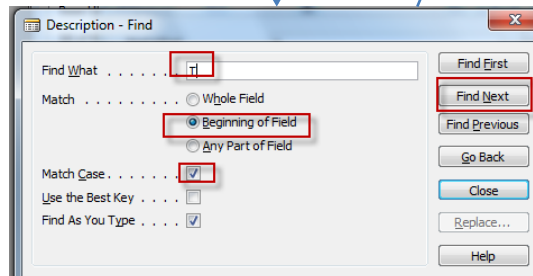 Description - Find
Find What . . . . . . . T
Find First
Match . . . . . . . . . Whole Field
Find Next
Beginning of Field
Find Previous
Any Part of Field
Go Back
Match Case . . . . . .
Use the Best Key . . . .
Close
Find As You Type . . . .
Replace...
Help